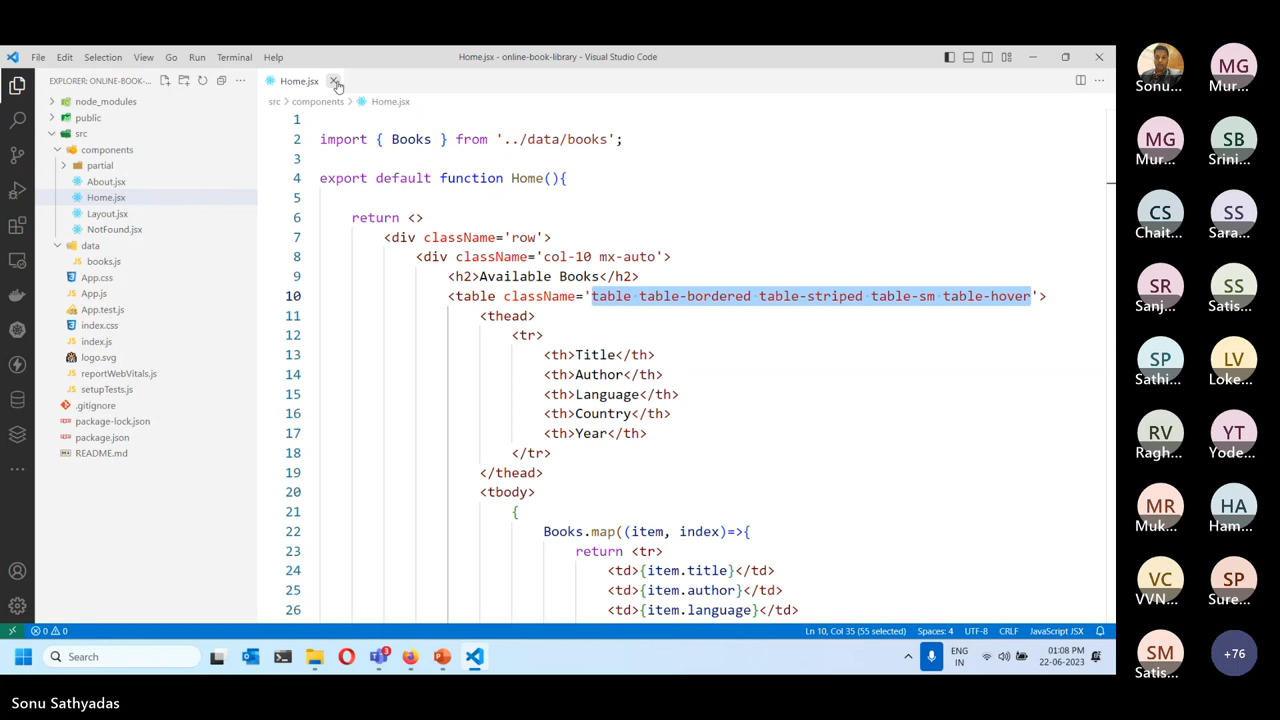 File Edit Selection View Go Run Terminal Help
Home.jsx - online-book-library - Visual Studio Code
EXPLORER: ONLINE-BOOK-...
node_modules
public
src
components
partial
About.jsx
Home.jsx
Layout.jsx
NotFound.jsx
data
books.js
App.css
App.js
App.test.js
index.css
index.js
logo.svg
reportWebVitals.js
setupTests.js
.gitignore
package-lock.json
package.json
README.md
Home.jsx
src > components > Home.jsx
1
2 import { Books } from '../data/books';
3
4 export default function Home(){
5
6 return <>
7 <div className='row'>
8 <div className='col-10 mx-auto'>
9 <h2>Available Books</h2>
10 <table className='table table-bordered table-striped table-sm table-hover'>
11 <thead>
12 <tr>
13 <th>Title</th>
14 <th>Author</th>
15 <th>Language</th>
16 <th>Country</th>
17 <th>Year</th>
18 </tr>
19 </thead>
20 <tbody>
21 {
22 Books.map((item, index)=>{
23 return <tr>
24 <td>{item.title}</td>
25 <td>{item.author}</td>
26 <td>{item.language}</td>
0 0
Ln 10, Col 35 (55 selected) Spaces: 4 UTF-8 CRLF JavaScript JSX
Search
3
ENG
IN
01:08 PM
22-06-2023
Sonu...
MG
Mur...
MG
Mur...
SB
Srini...
CS
Chait...
SS
Sara...
SR
Sanj...
SS
Satis...
SP
Sathi...
LV
Loke...
RV
Ragh...
YT
Yode...
MR
Muk...
HA
Ham...
VC
VVN...
SP
Sure...
SM
Satis...
+76
Sonu Sathyadas